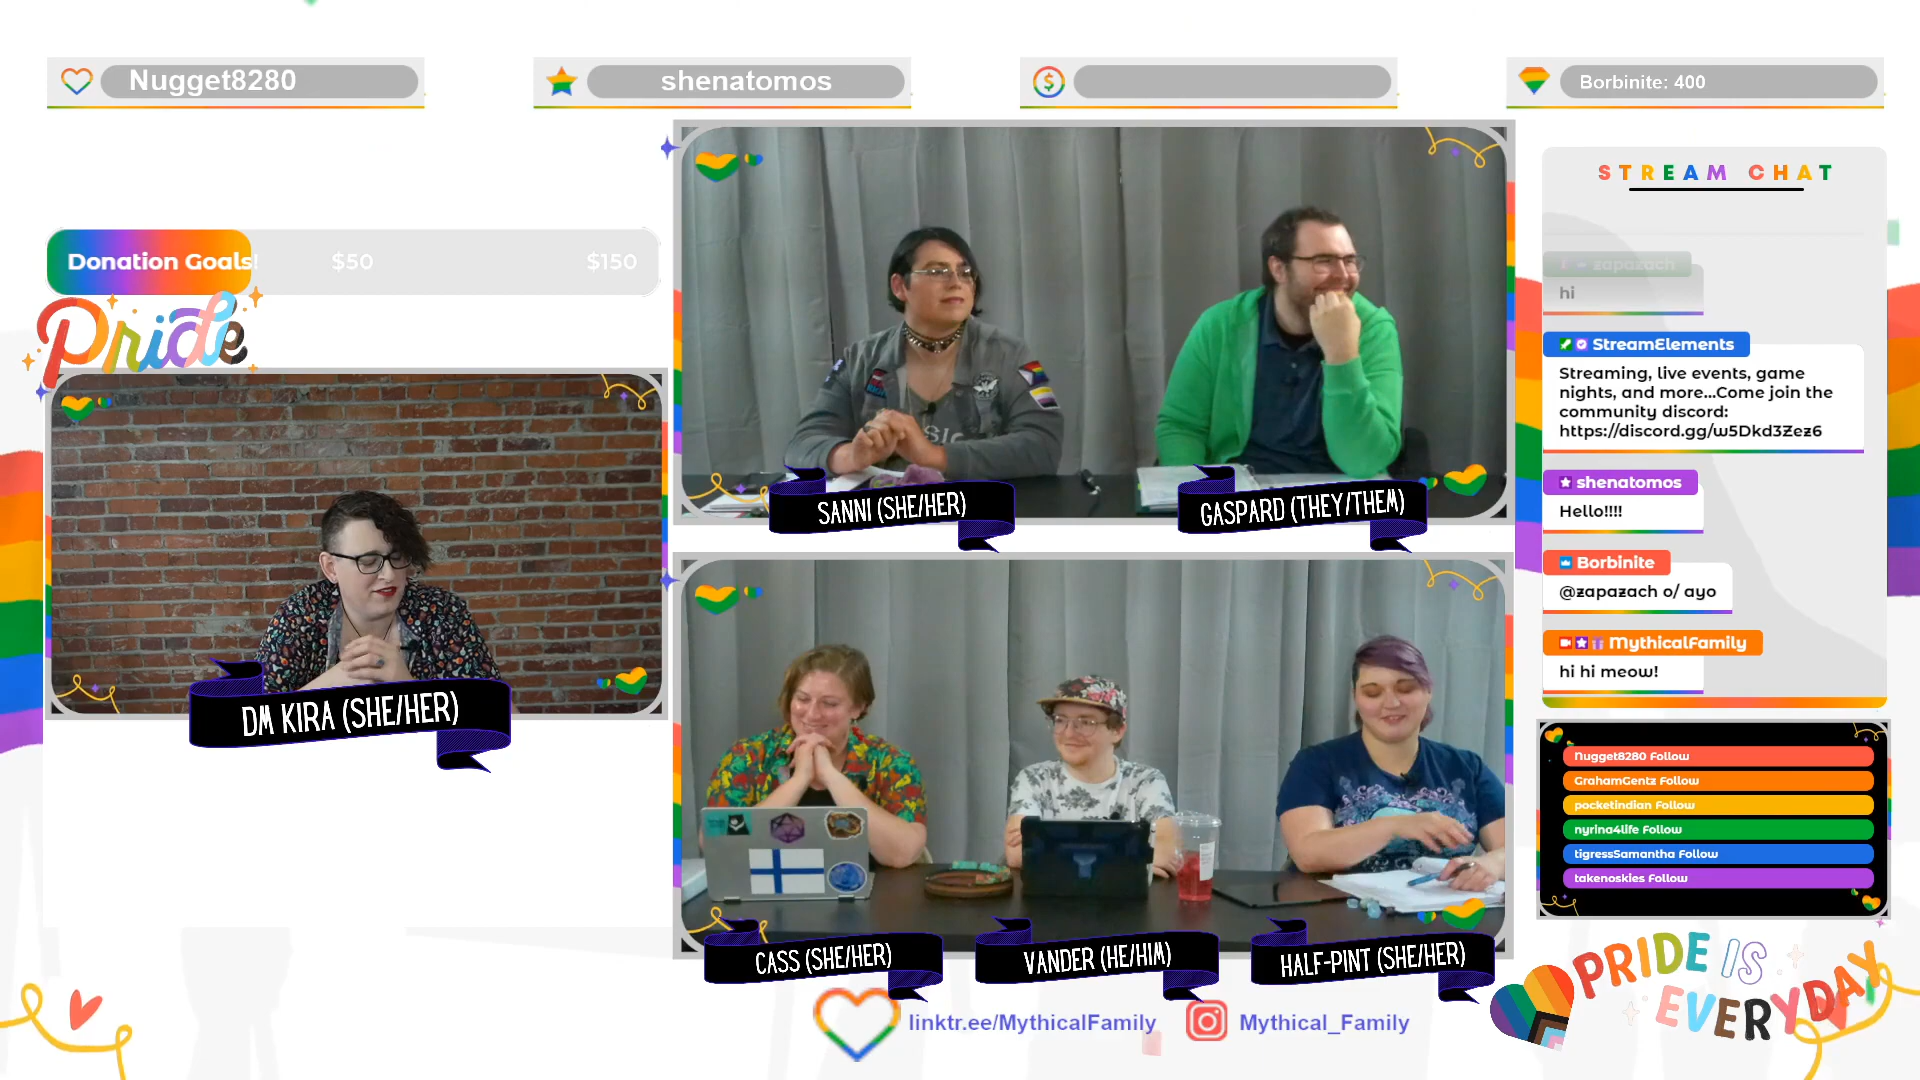 Nugget8280
shenatomos
Borbinite: 400
Donation Goals!
$50
$150
Pride
STREAM CHAT
zapazach
hi
StreamElements
Streaming, live events, game
nights, and more...Come join the
community discord:
https://discord.gg/w5Dkd3Zez6
shenatomos
Hello!!!!
Borbinite
@zapazach o/ ayo
MythicalFamily
hi hi meow!
SANNI (SHE/HER)
GASPARD (THEY/THEM)
DM KIRA (SHE/HER)
CASS (SHE/HER)
VANDER (HE/HIM)
HALF-PINT (SHE/HER)
Nugget8280 Follow
GrahamGentz Follow
pocketindian Follow
nyrina4life Follow
tigressSamantha Follow
takenoskies Follow
PRIDE IS
EVERYDAY
linktr.ee/MythicalFamily
Mythical_Family